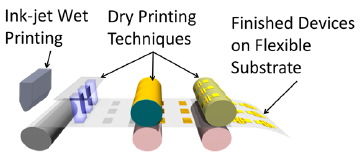 Ink-jet Wet
Printing
Dry Printing
Techniques
Finished Devices
on Flexible
Substrate